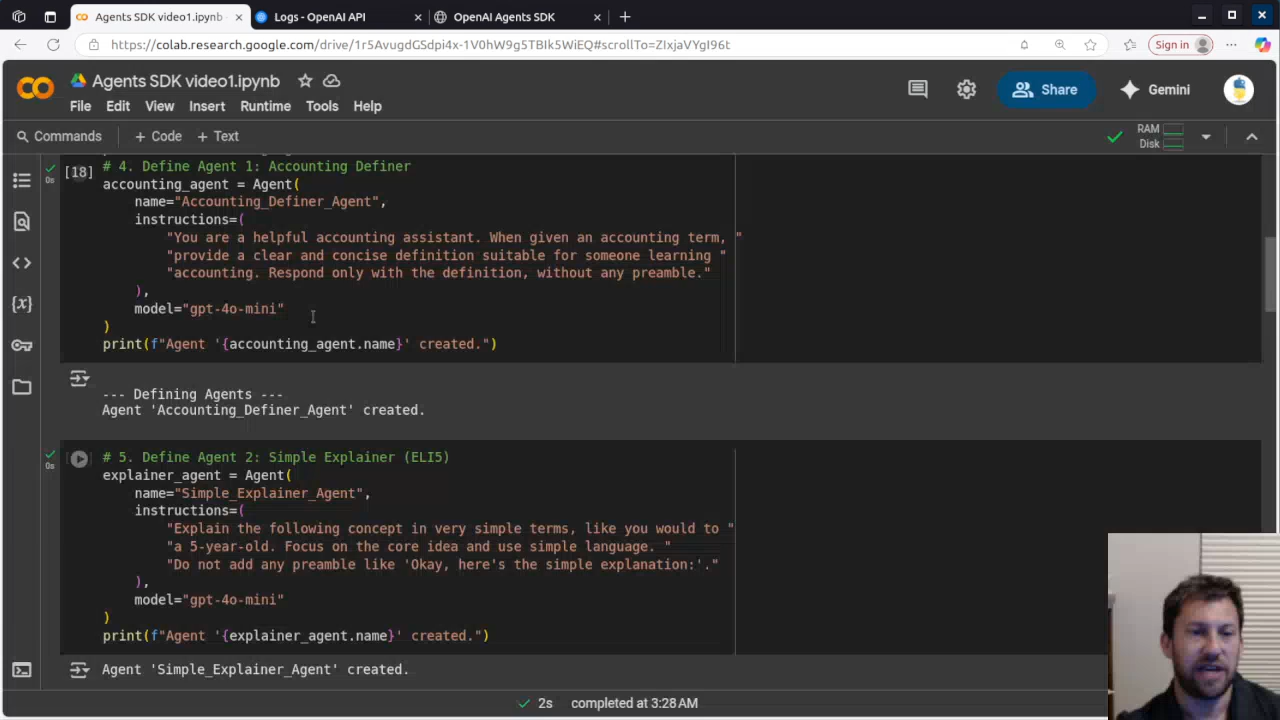 Agents SDK video1.ipynb
Logs - OpenAI API
OpenAI Agents SDK
https://colab.research.google.com/drive/1r5AvugdGSdpi4x-1V0hW9g5TBIk5WiEQ#scrollTo=ZIxjaVYgI96t
Sign in
Agents SDK video1.ipynb
File Edit View Insert Runtime Tools Help
Share
Gemini
Commands + Code + Text
RAM
Disk
[18]
# 4. Define Agent 1: Accounting Definer
accounting_agent = Agent(
name="Accounting_Definer_Agent",
instructions=(
"You are a helpful accounting assistant. When given an accounting term, "
"provide a clear and concise definition suitable for someone learning "
"accounting. Respond only with the definition, without any preamble."
),
model="gpt-4o-mini"
)
print(f"Agent '{accounting_agent.name}' created.")
0s
--- Defining Agents ---
Agent 'Accounting_Definer_Agent' created.
# 5. Define Agent 2: Simple Explainer (ELI5)
0s
explainer_agent = Agent(
name="Simple_Explainer_Agent",
instructions=(
"Explain the following concept in very simple terms, like you would to "
"a 5-year-old. Focus on the core idea and use simple language. "
"Do not add any preamble like 'Okay, here's the simple explanation:'."
),
model="gpt-4o-mini"
)
print(f"Agent '{explainer_agent.name}' created.")
Agent 'Simple_Explainer_Agent' created.
2s completed at 3:28 AM